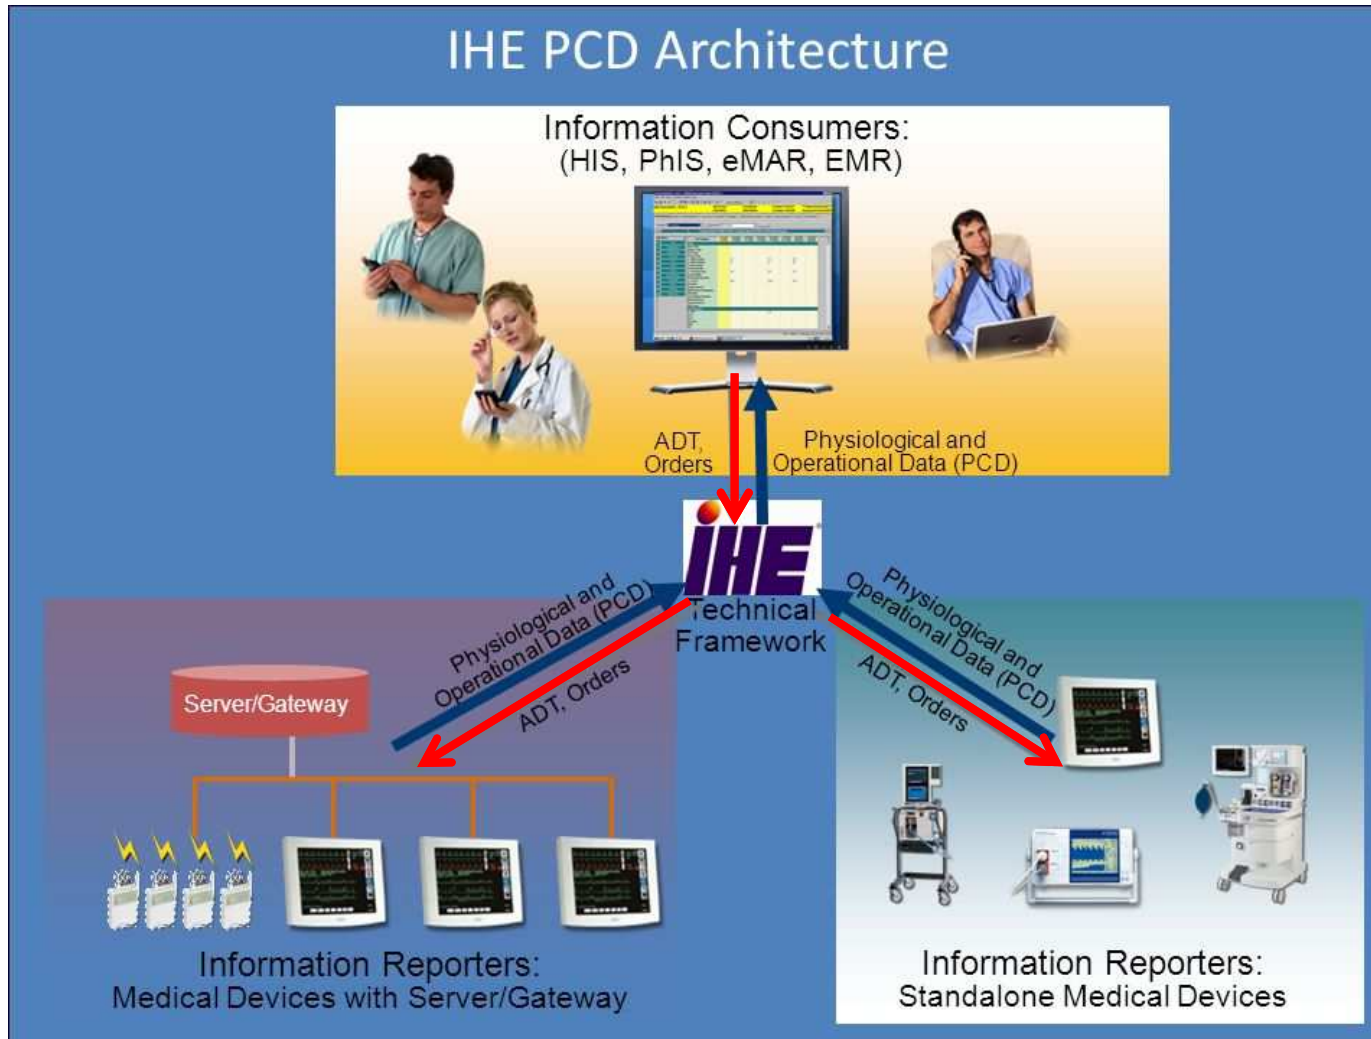 IHE PCD Architecture
Information Consumers:
(HIS, PhIS, eMAR, EMR)
ADT,
Orders
Physiological and
Operational Data (PCD)
IHE
Technical
Framework
Physiological and
Operational Data (PCD)
ADT, Orders
Physiological and
Operational Data (PCD)
ADT, Orders
Server/Gateway
Information Reporters:
Medical Devices with Server/Gateway
Information Reporters:
Standalone Medical Devices